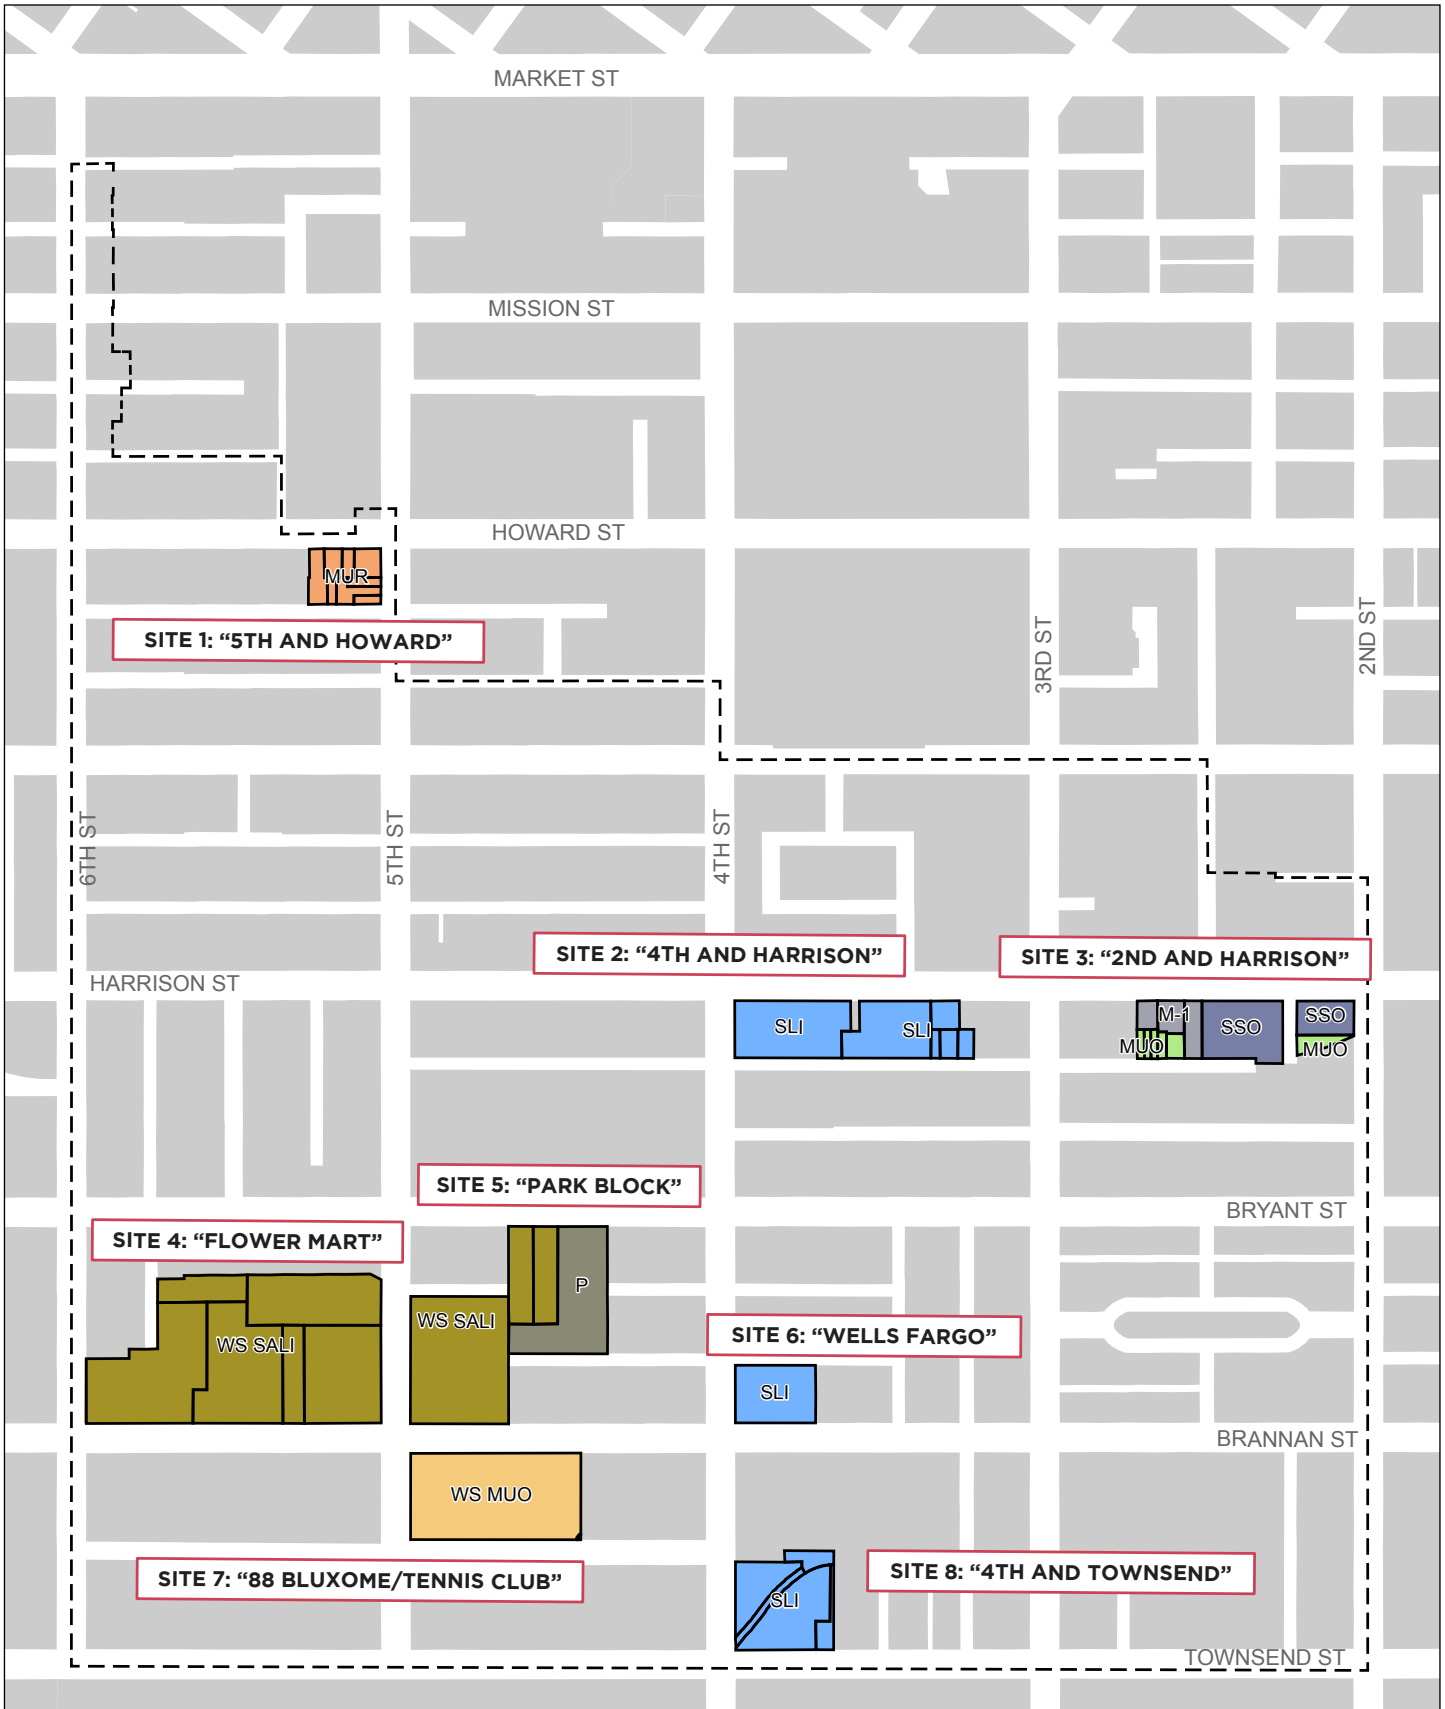 MARKET ST
MISSION ST
HOWARD ST
MUR
SITE 1: “5TH AND HOWARD”
3RD ST
2ND ST
6TH ST
5TH ST
4TH ST
SITE 2: “4TH AND HARRISON”
SITE 3: “2ND AND HARRISON”
HARRISON ST
SLI
SLI
M-1
SSO
SSO
MUO
MUO
SITE 5: “PARK BLOCK”
BRYANT ST
SITE 4: “FLOWER MART”
P
WS SALI
WS SALI
SITE 6: “WELLS FARGO”
SLI
BRANNAN ST
WS MUO
SITE 7: “88 BLUXOME/TENNIS CLUB”
SITE 8: “4TH AND TOWNSEND”
SLI
TOWNSEND ST